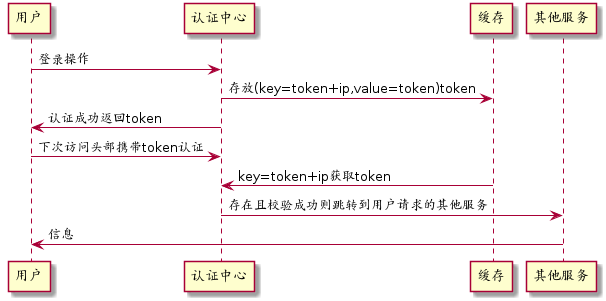 用户 认证中心 缓存 其他服务
登录操作
存放(key=token+ip,value=token)token
认证成功返回token
下次访问头部携带token认证
key=token+ip获取token
存在且校验成功则跳转到用户请求的其他服务
信息
用户 认证中心 缓存 其他服务